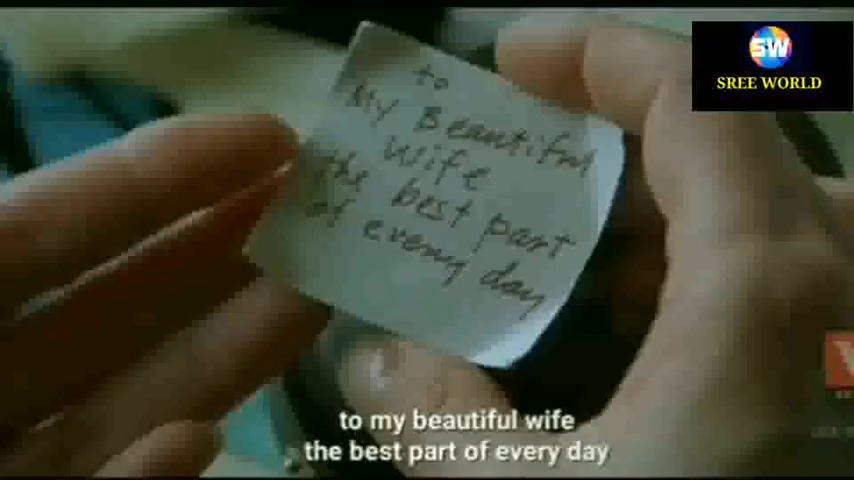 SW
SREE WORLD
to
My Beautiful
Wife
the best part
of every day
to my beautiful wife
the best part of every day